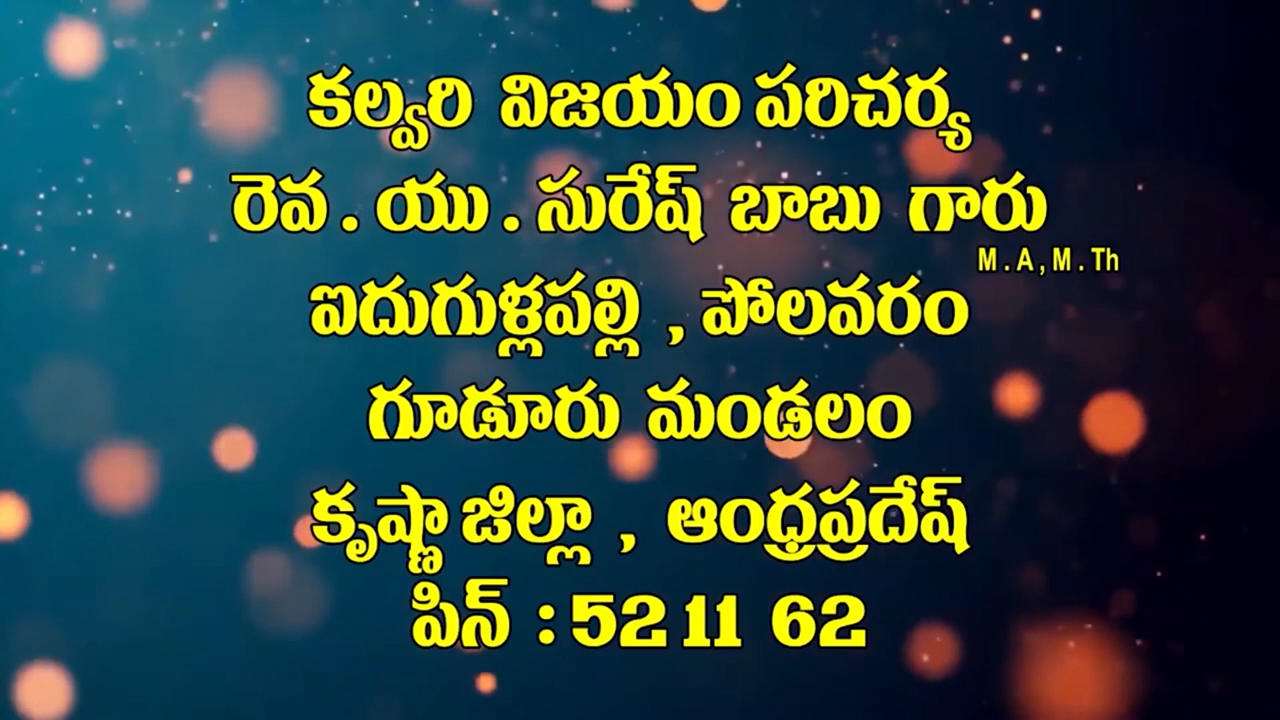 కల్వరి విజయం పరిచర్య
రెవ . యు . సురేష్ బాబు గారు
M . A , M . Th
ఐదుగుళ్లపల్లి , పోలవరం
గూడూరు మండలం
కృష్ణా జిల్లా , ఆంధ్రప్రదేష్
పిన్ : 52 11 62